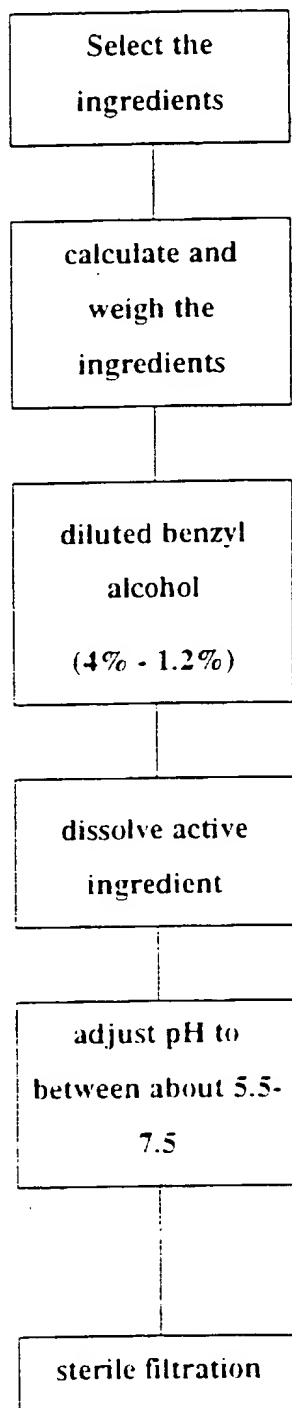 Select the
ingredients
calculate and
weigh the
ingredients
diluted benzyl
alcohol
(4% - 1.2%)
dissolve active
ingredient
adjust pH to
between about 5.5-
7.5
sterile filtration